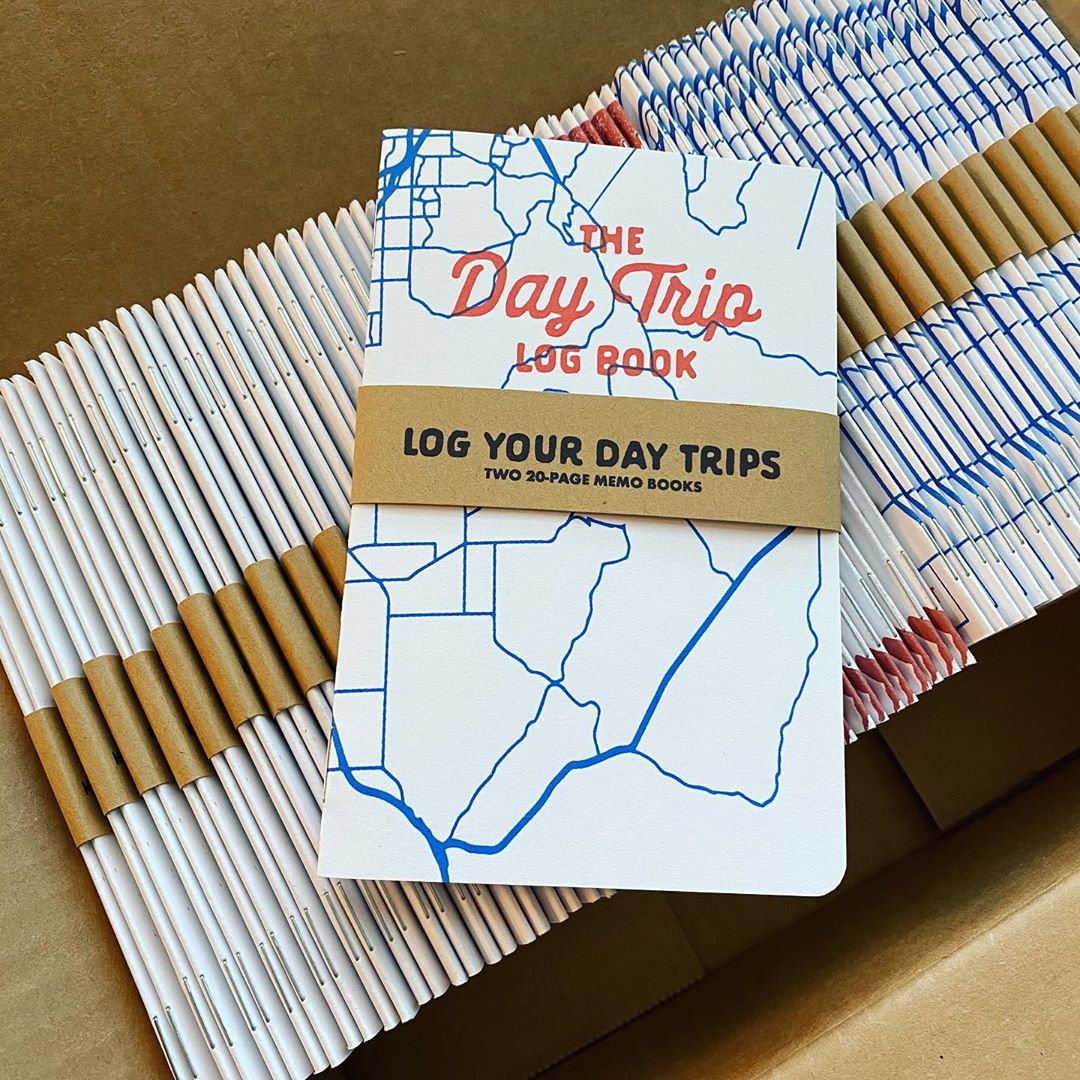 THE
Day Trip
LOG BOOK
LOG YOUR DAY TRIPS
TWO 20-PAGE MEMO BOOKS